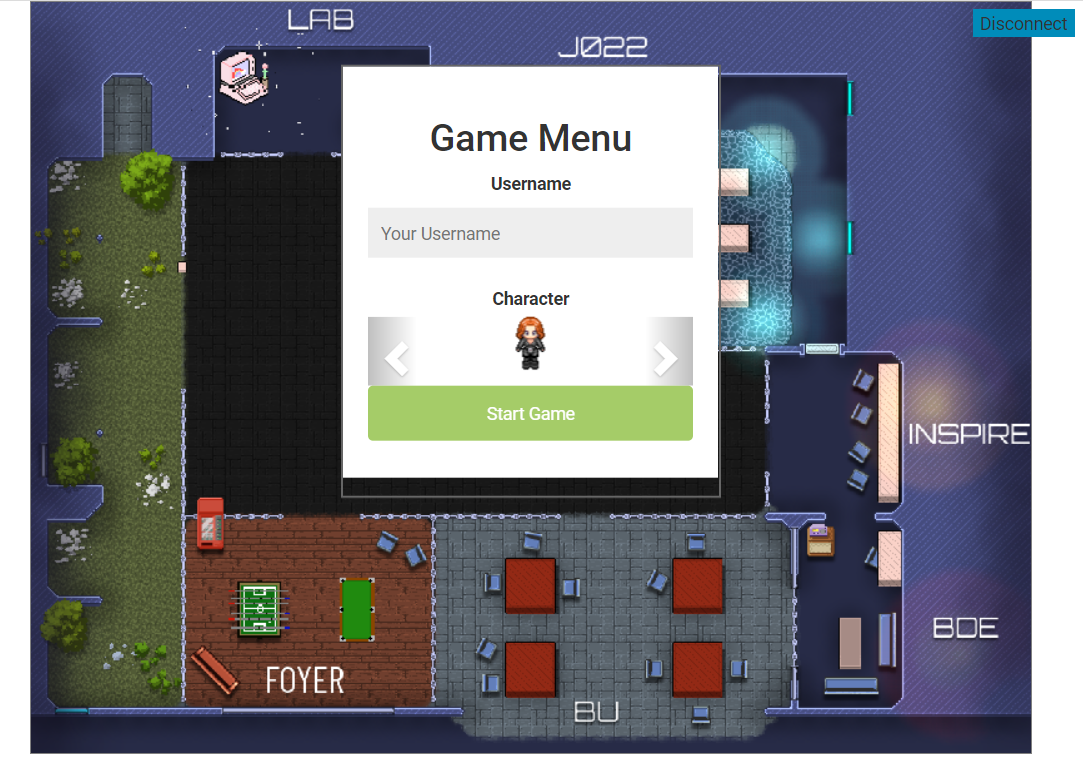 LAB
J022
Disconnect
Game Menu
Username
Your Username
Character
Start Game
INSPIRE
BDE
FOYER
BU